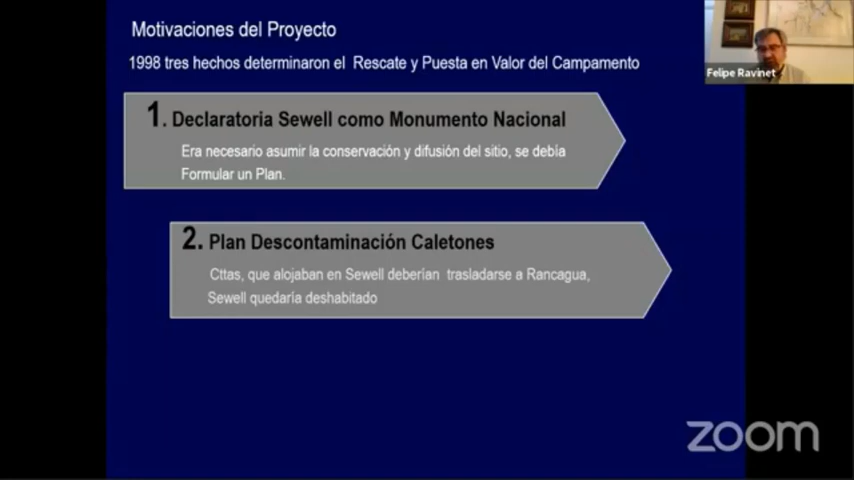 Motivaciones del Proyecto
1998 tres hechos determinaron el Rescate y Puesta en Valor del Campamento
Felipe Ravinet
1. Declaratoria Sewell como Monumento Nacional
Era necesario asumir la conservación y difusión del sitio, se debía
Formular un Plan.
2. Plan Descontaminación Caletones
Cttas, que alojaban en Sewell deberían trasladarse a Rancagua,
Sewell quedaría deshabitado
zoom